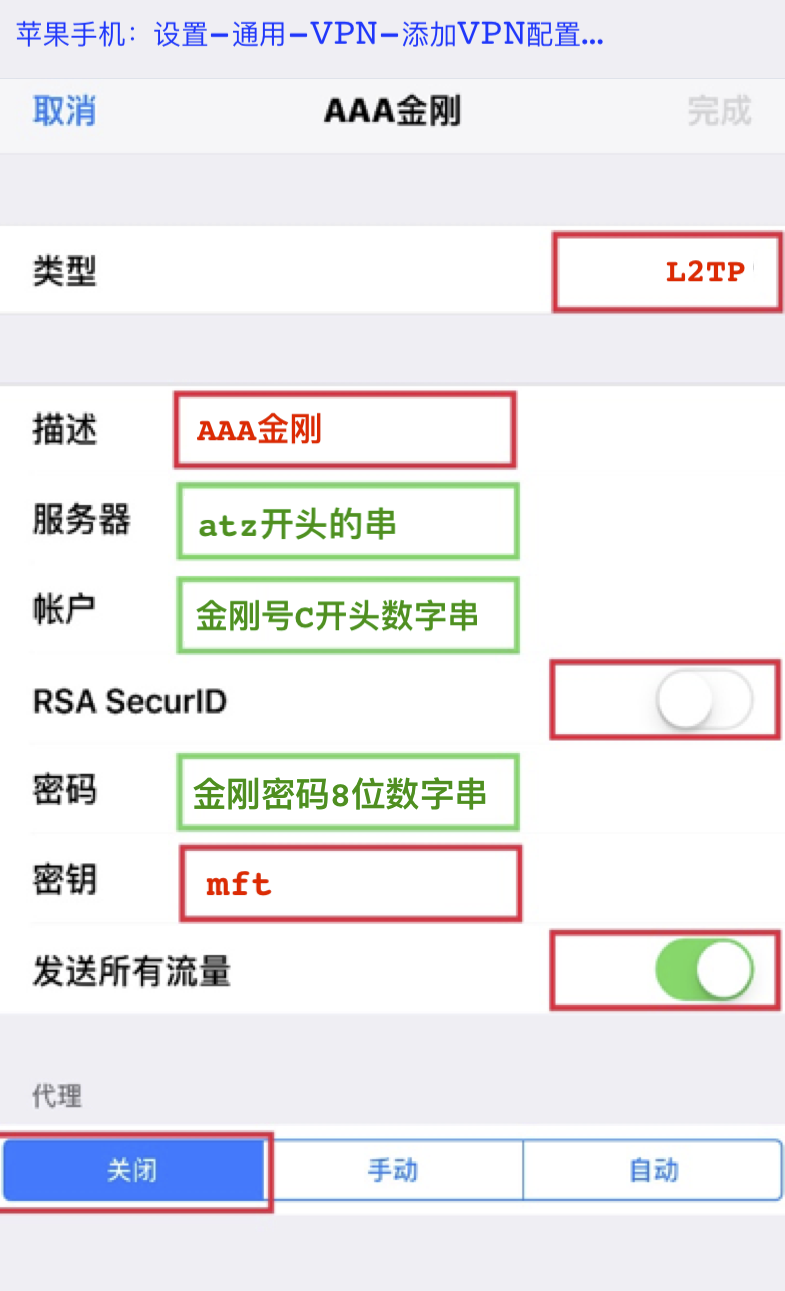 苹果手机：设置-通用-VPN-添加VPN配置...
取消 AAA金刚 完成
类型 L2TP
描述 AAA金刚
服务器 atz开头的串
帐户 金刚号C开头数字串
RSA SecurID
密码 金刚密码8位数字串
密钥 mft
发送所有流量
代理
关闭 手动 自动